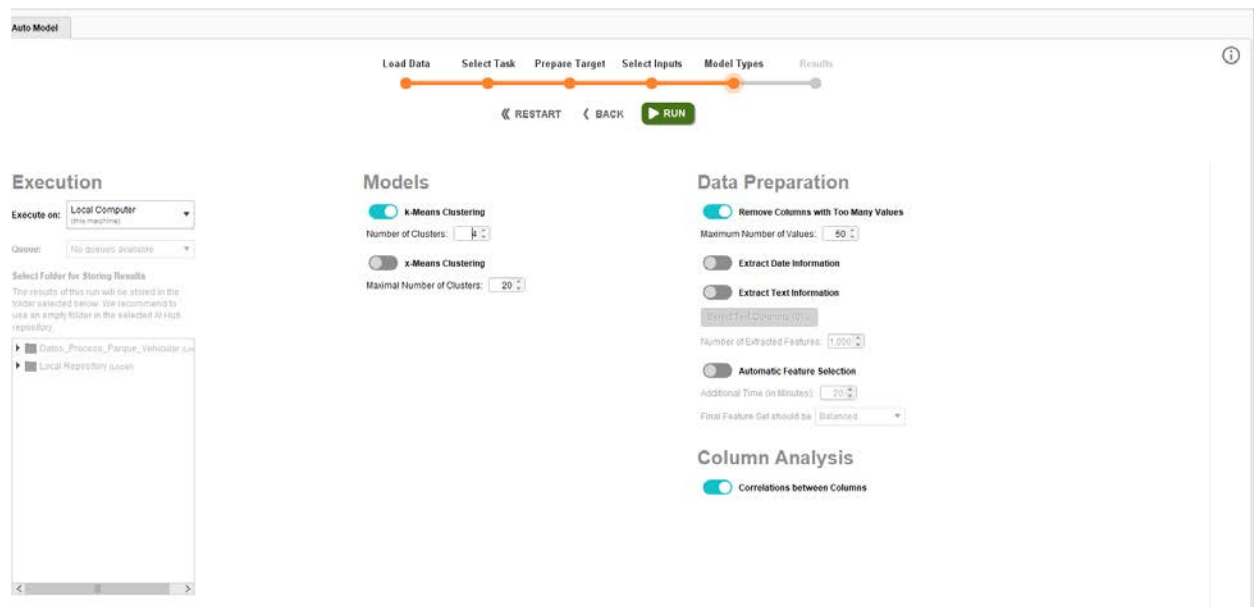 Auto Model
Load Data Select Task Prepare Target Select Inputs Model Types Results
RESTART BACK RUN
Execution
Execute on: Local Computer
(this machine)
Queue: No queues available
Select Folder for Storing Results
The results of this run will be stored in the
folder selected below. We recommend to
use an empty folder in the selected AI Hub
repository.
Datos_Proceso_Parque_Vehicular
Local Repository (Local)
Models
k-Means Clustering
Number of Clusters: 4
x-Means Clustering
Maximal Number of Clusters: 20
Data Preparation
Remove Columns with Too Many Values
Maximum Number of Values: 50
Extract Date Information
Extract Text Information
Number of Extracted Features: 1,000
Automatic Feature Selection
Additional Time (in Minutes): 20
Final Feature Set should be Balanced
Column Analysis
Correlations between Columns